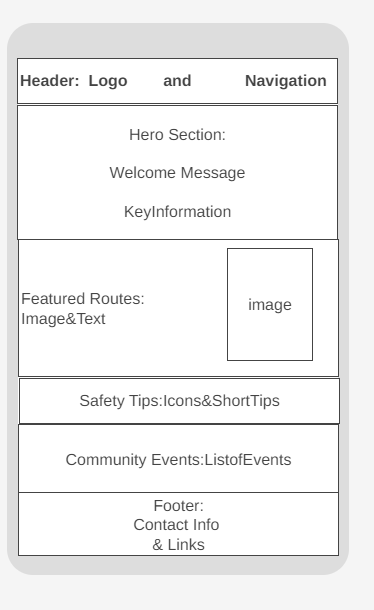 Header: Logo and Navigation
Hero Section:
Welcome Message
KeyInformation
Featured Routes:
Image&Text
image
Safety Tips:Icons&ShortTips
Community Events:ListofEvents
Footer:
Contact Info
& Links